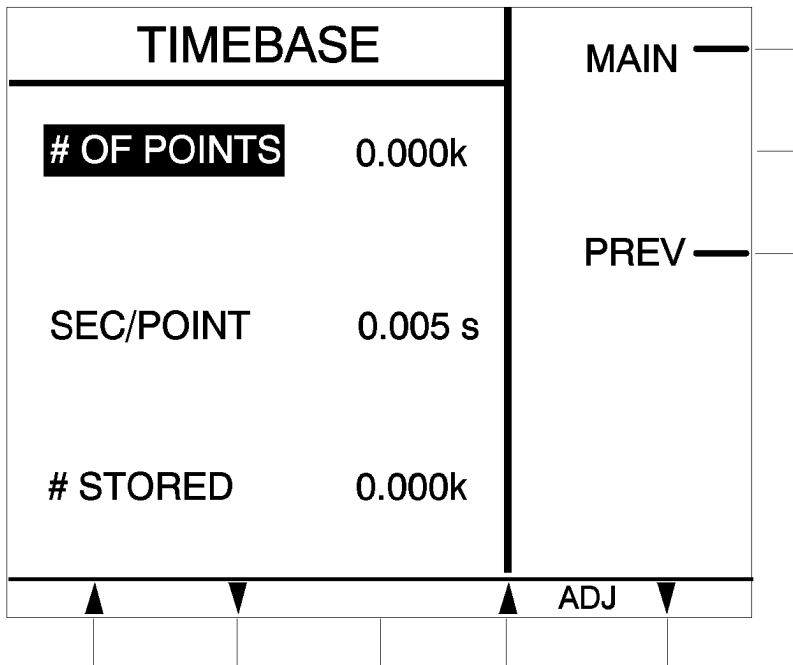 TIMEBASE
MAIN
# OF POINTS 0.000k
PREV
SEC/POINT 0.005 s
# STORED 0.000k
ADJ